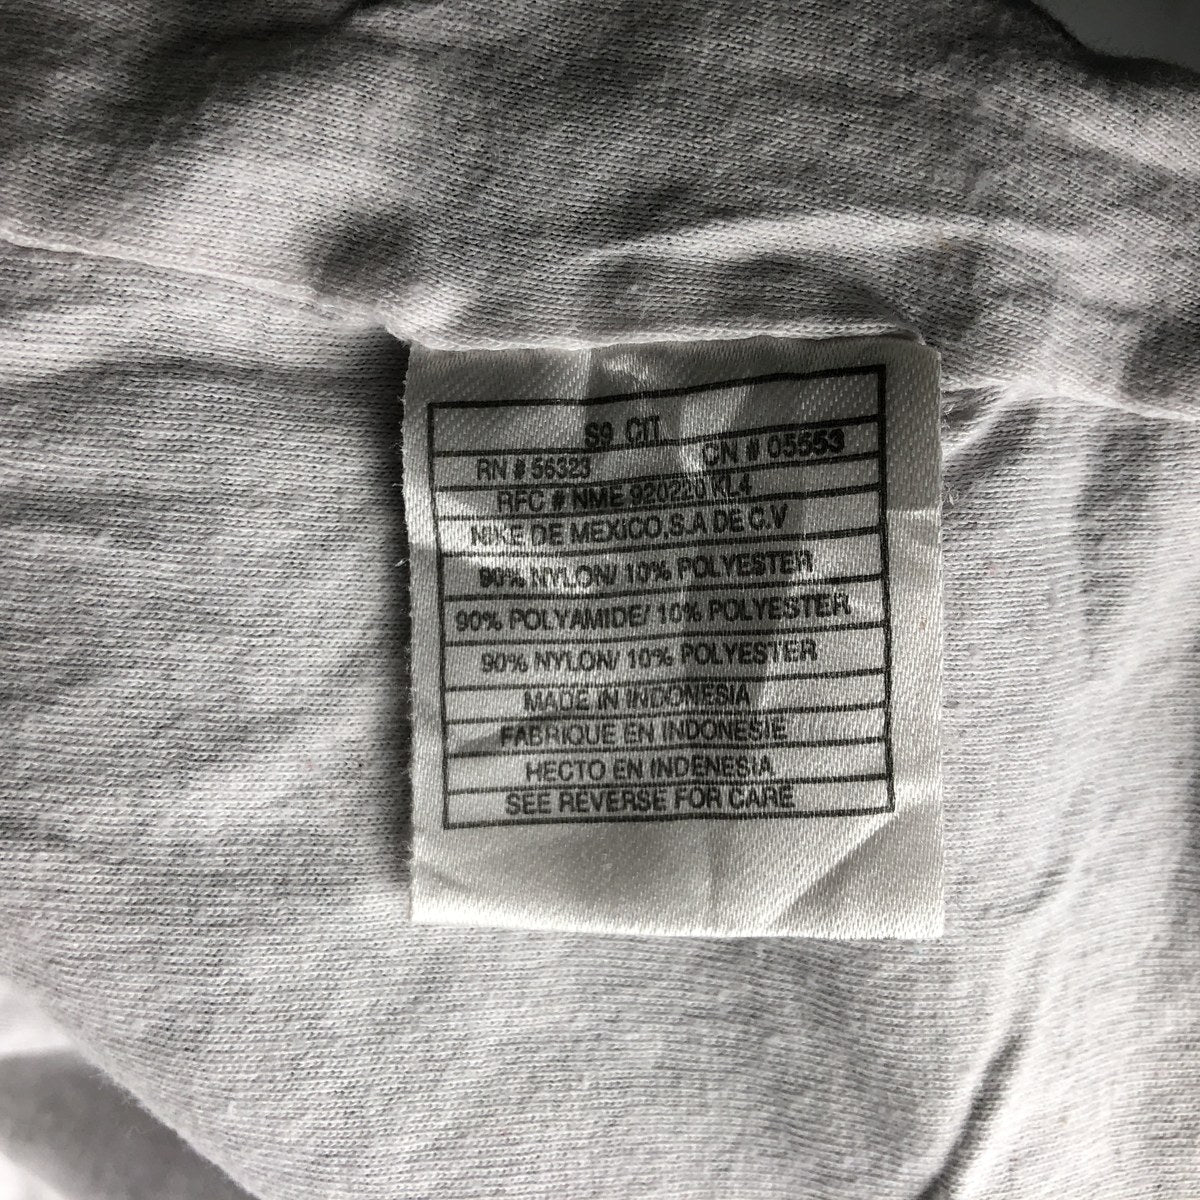 S9 CTT
RN # 56323 CN # 05553
RFC # NME 920220 KL4
NIKE DE MEXICO,S.A DE C.V
90% NYLON/ 10% POLYESTER
90% POLYAMIDE/ 10% POLYESTER
90% NYLON/ 10% POLYESTER
MADE IN INDONESIA
FABRIQUE EN INDONESIE
HECTO EN INDENESIA
SEE REVERSE FOR CARE